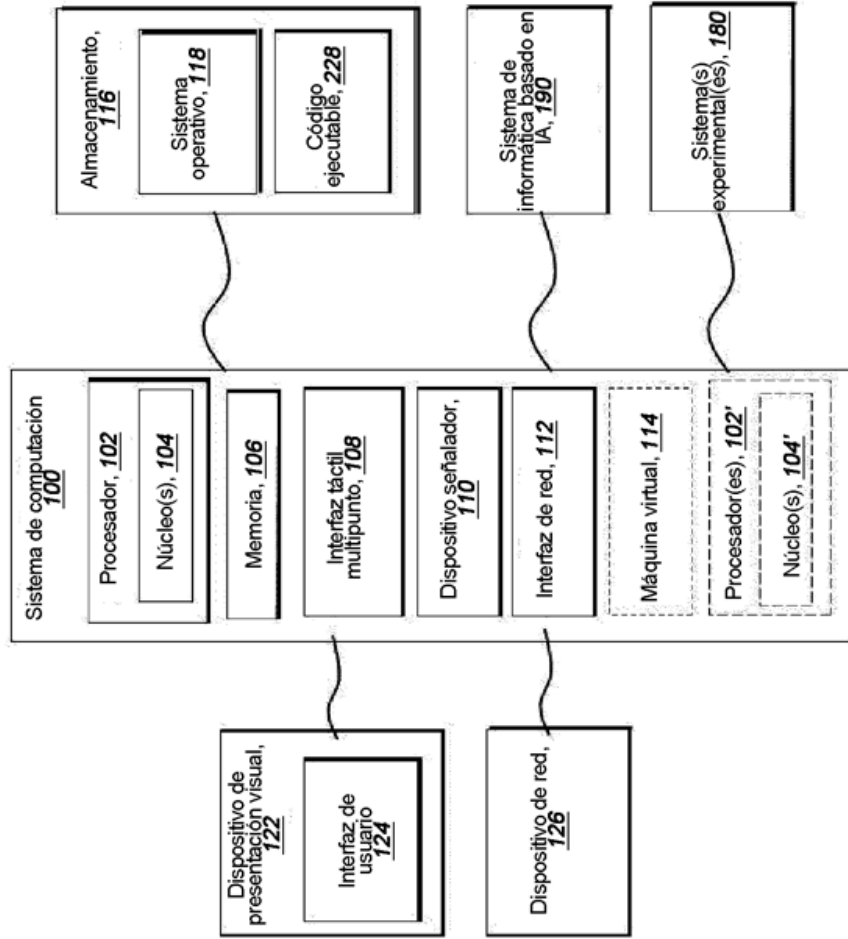 Sistema de computación
100
Procesador, 102
Núcleo(s), 104
Memoria, 106
Interfaz táctil
multipunto, 108
Dispositivo señalador,
110
Interfaz de red, 112
Máquina virtual, 114
Procesador(es), 102'
Núcleo(s), 104'
Dispositivo de
presentación visual,
122
Interfaz de
usuario
124
Dispositivo de red,
126
Almacenamiento,
116
Sistema
operativo, 118
Código
ejecutable, 228
Sistema de
informática basado en
IA, 190
Sistema(s)
experimental(es), 180